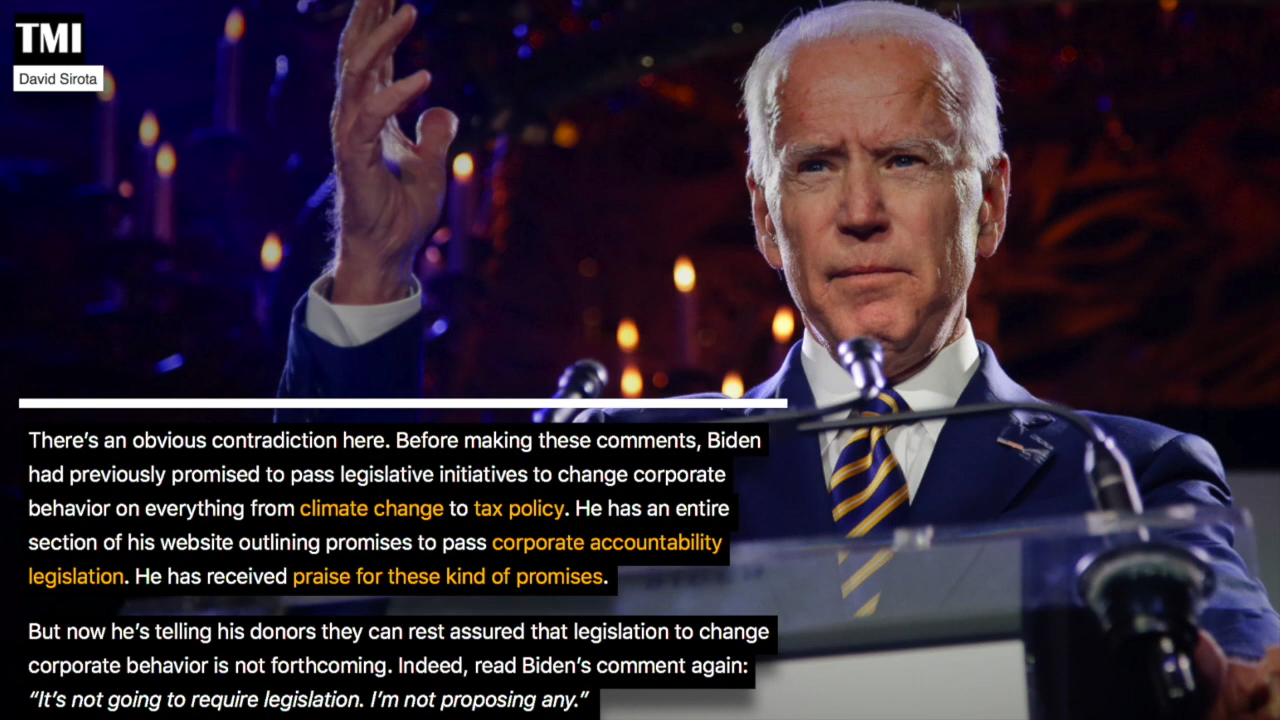 TMI
David Sirota
There’s an obvious contradiction here. Before making these comments, Biden
had previously promised to pass legislative initiatives to change corporate
behavior on everything from climate change to tax policy. He has an entire
section of his website outlining promises to pass corporate accountability
legislation. He has received praise for these kind of promises.
But now he’s telling his donors they can rest assured that legislation to change
corporate behavior is not forthcoming. Indeed, read Biden’s comment again:
“It’s not going to require legislation. I’m not proposing any.”